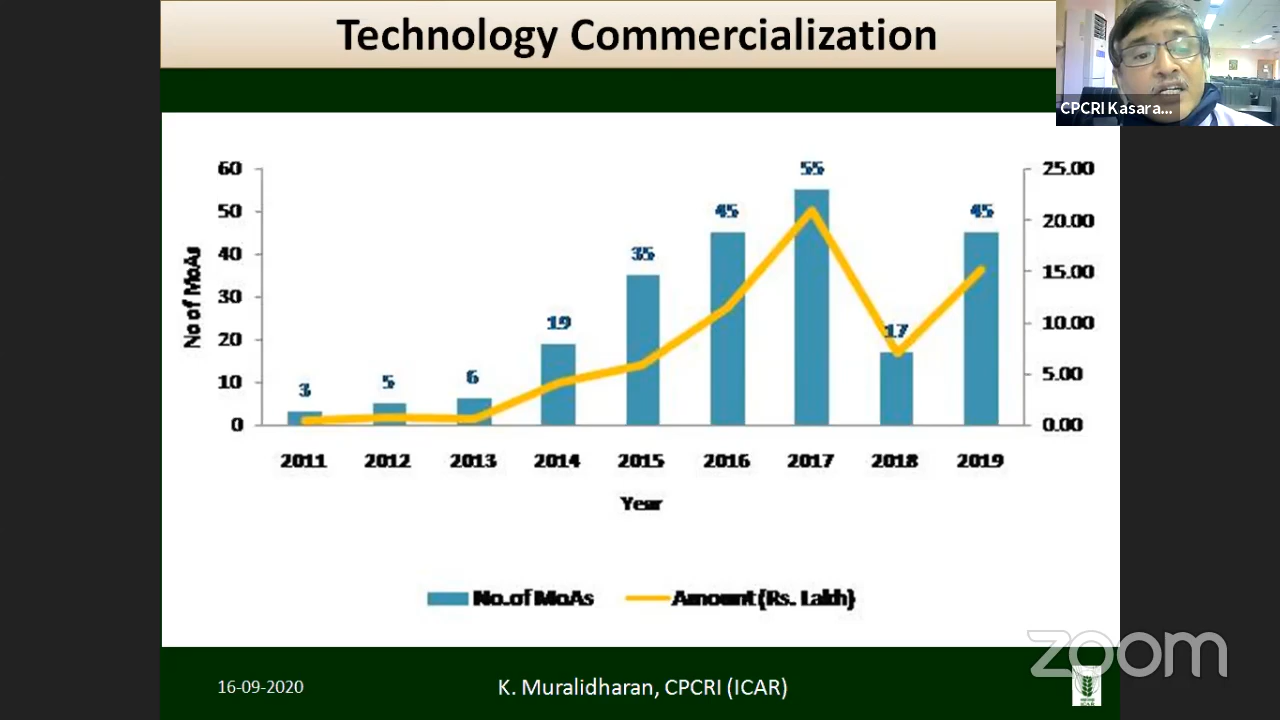 Technology Commercialization
CPCRI Kasara...
60
50
40
30
20
10
0
No of MoAs
25.00
20.00
15.00
10.00
5.00
0.00
3
5
6
19
35
45
55
17
45
2011 2012 2013 2014 2015 2016 2017 2018 2019
Year
No. of MoAs Amount (Rs. Lakh)
zoom
16-09-2020 K. Muralidharan, CPCRI (ICAR)
ICAR